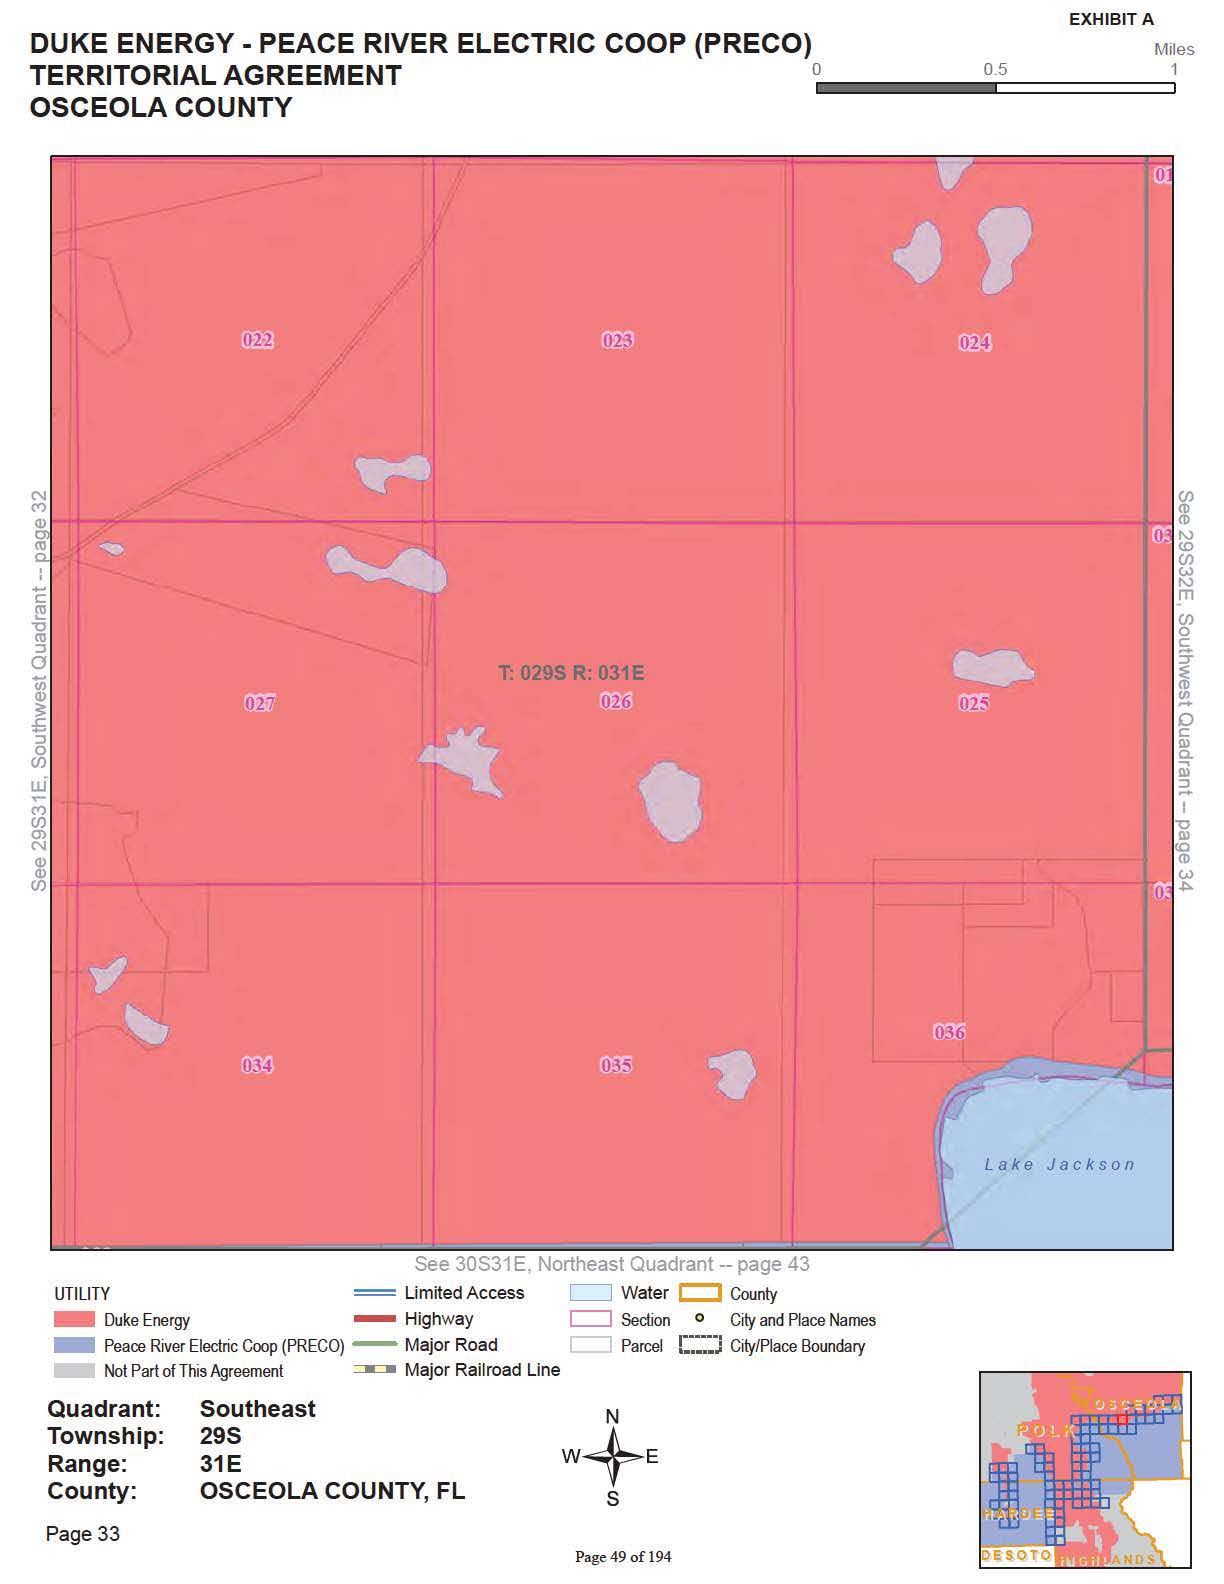 EXHIBIT A
DUKE ENERGY - PEACE RIVER ELECTRIC COOP (PRECO)
TERRITORIAL AGREEMENT
OSCEOLA COUNTY
Miles
0 0.5 1
01
022 023 024
03
T: 029S R: 031E
027 026 025
03
036
034 035
Lake Jackson
See 29S31E, Southwest Quadrant -- page 32
See 29S32E, Southwest Quadrant -- page 34
See 30S31E, Northeast Quadrant -- page 43
UTILITY
Duke Energy
Peace River Electric Coop (PRECO)
Not Part of This Agreement
Limited Access
Highway
Major Road
Major Railroad Line
Water
Section
Parcel
County
City and Place Names
City/Place Boundary
Quadrant: Southeast
Township: 29S
Range: 31E
County: OSCEOLA COUNTY, FL
Page 33
N
W E
S
OSCEOLA
POLK
HARDEE
DESOTO HIGHLANDS
Page 49 of 194